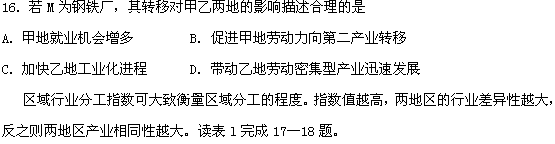 16. 若M为钢铁厂，其转移对甲乙两地的影响描述合理的是
A. 甲地就业机会增多 B. 促进甲地劳动力向第二产业转移
C. 加快乙地工业化进程 D. 带动乙地劳动密集型产业迅速发展
区域行业分工指数可大致衡量区域分工的程度。指数值越高，两地区的行业差异性越大，
反之则两地区产业相同性越大。读表1完成17—18题。